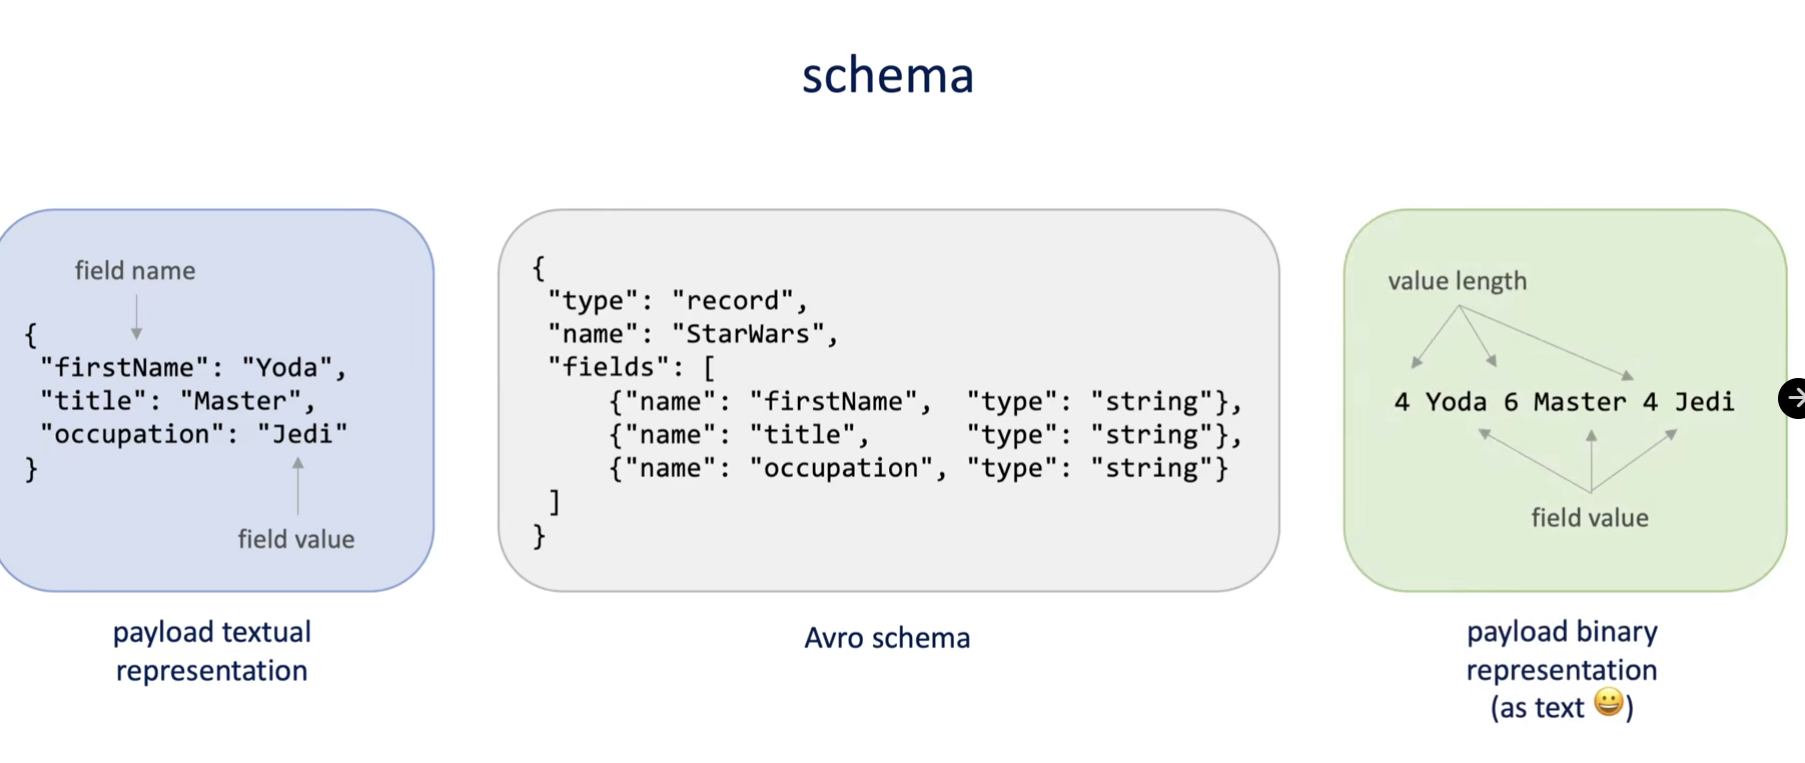 schema
field name
{
"firstName": "Yoda",
"title": "Master",
"occupation": "Jedi"
}
field value
payload textual
representation
{
"type": "record",
"name": "StarWars",
"fields": [
{"name": "firstName", "type": "string"},
{"name": "title", "type": "string"},
{"name": "occupation", "type": "string"}
]
}
Avro schema
value length
4 Yoda 6 Master 4 Jedi
field value
payload binary
representation
(as text 😀)